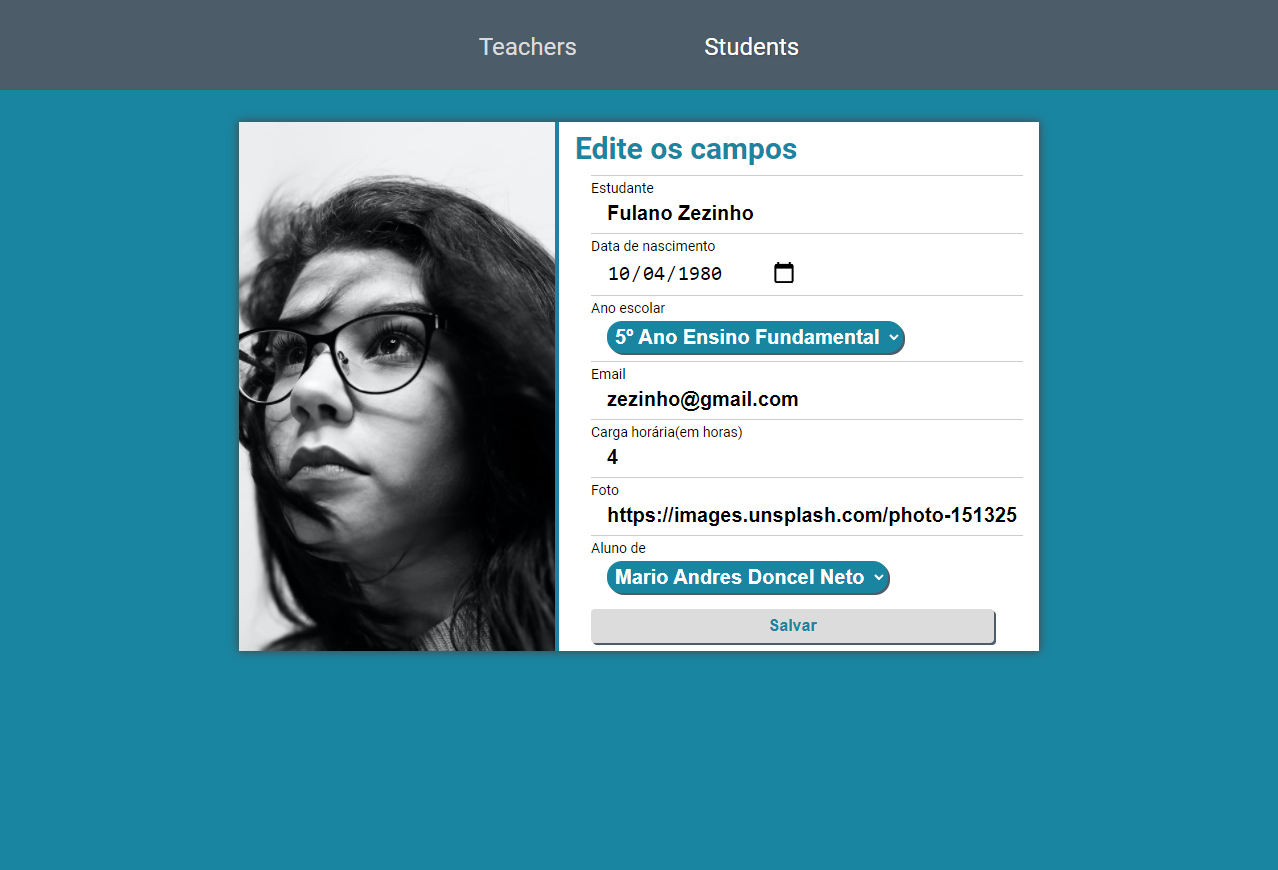 Teachers Students
Edite os campos
Estudante
Fulano Zezinho
Data de nascimento
10/04/1980
Ano escolar
5º Ano Ensino Fundamental
Email
zezinho@gmail.com
Carga horária(em horas)
4
Foto
https://images.unsplash.com/photo-151325
Aluno de
Mario Andres Doncel Neto
Salvar